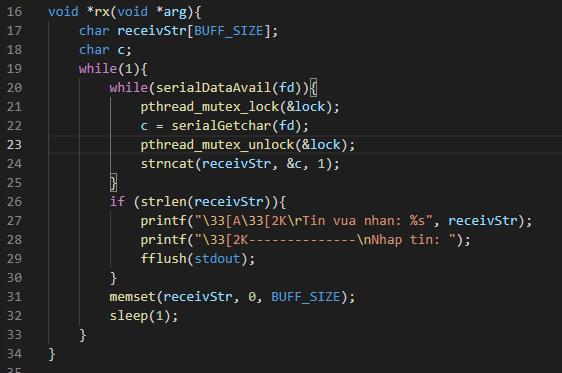 16 void *rx(void *arg){
17     char receivStr[BUFF_SIZE];
18     char c;
19     while(1){
20         while(serialDataAvail(fd)){
21             pthread_mutex_lock(&lock);
22             c = serialGetchar(fd);
23             pthread_mutex_unlock(&lock);
24             strncat(receivStr, &c, 1);
25         }
26         if (strlen(receivStr)){
27             printf("\33[A\33[2K\rTin vua nhan: %s", receivStr);
28             printf("\33[2K--------------\nNhap tin: ");
29             fflush(stdout);
30         }
31         memset(receivStr, 0, BUFF_SIZE);
32         sleep(1);
33     }
34 }